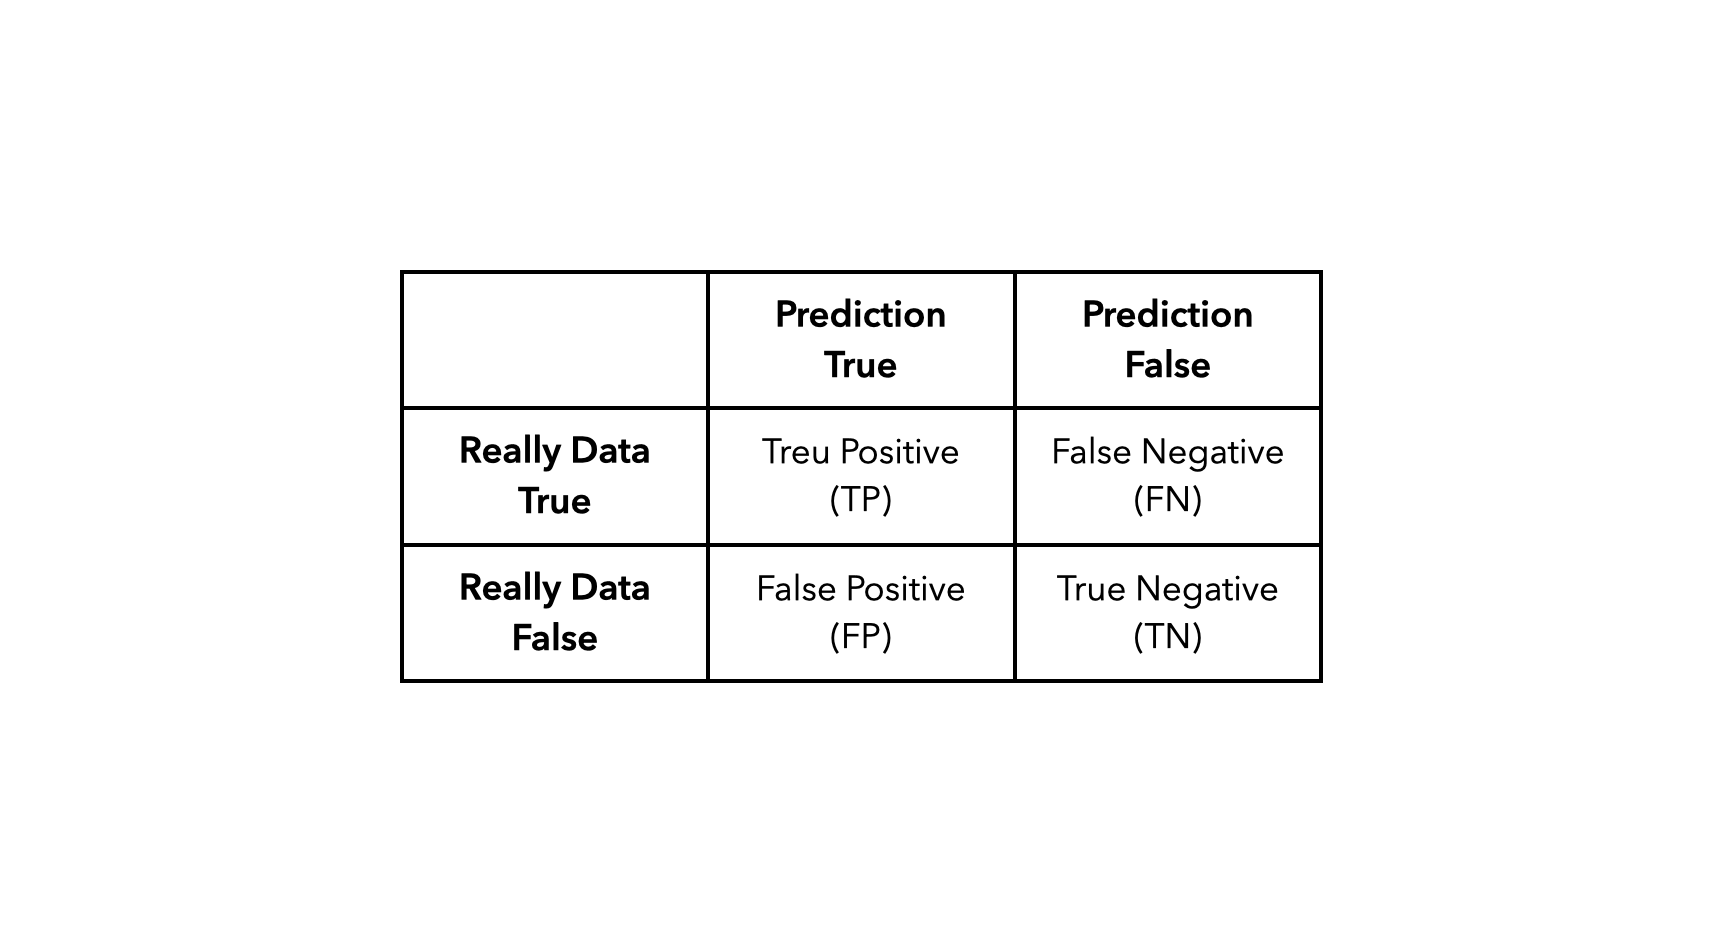 Prediction
True
Prediction
False
Really Data
True
Treu Positive
(TP)
False Negative
(FN)
Really Data
False
False Positive
(FP)
True Negative
(TN)